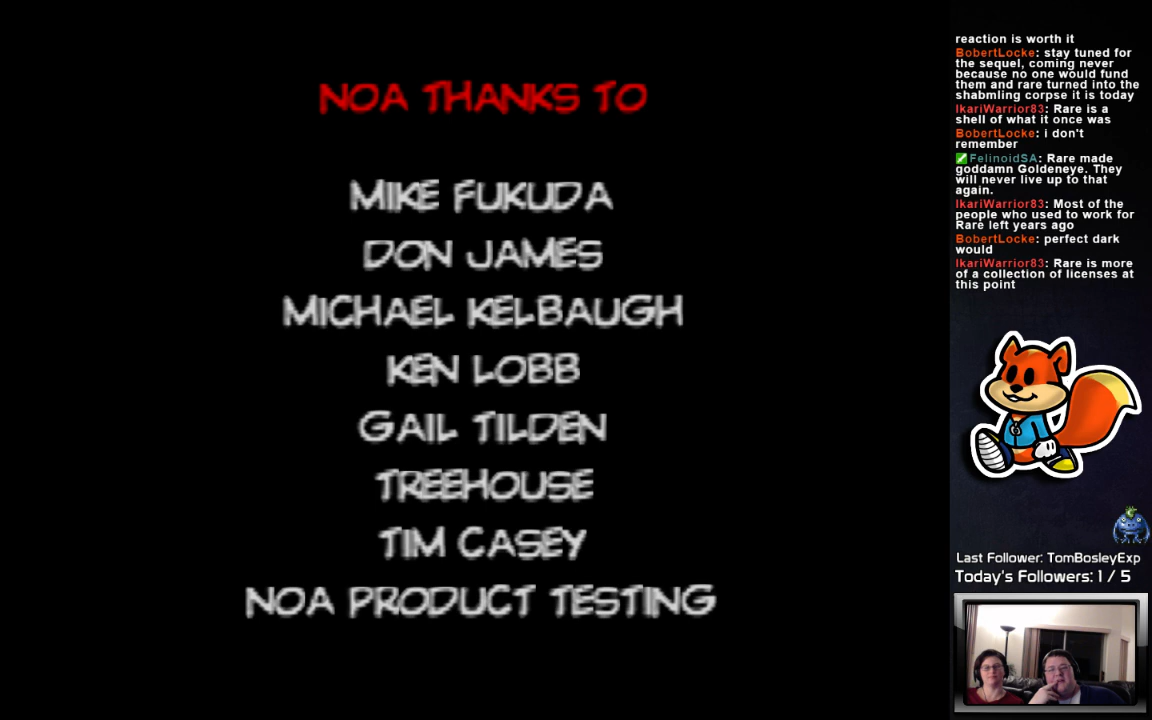 NOA THANKS TO
MIKE FUKUDA
DON JAMES
MICHAEL KELBAUGH
KEN LOBB
GAIL TILDEN
TREEHOUSE
TIM CASEY
NOA PRODUCT TESTING
reaction is worth it
BobertLocke: stay tuned for
the sequel, coming never
because no one would fund
them and rare turned into the
shabmling corpse it is today
IkariWarrior83: Rare is a
shell of what it once was
BobertLocke: i don't
remember
FelinoidSA: Rare made
goddamn Goldeneye. They
will never live up to that
again.
IkariWarrior83: Most of the
people who used to work for
Rare left years ago
BobertLocke: perfect dark
would
IkariWarrior83: Rare is more
of a collection of licenses at
this point
Last Follower: TomBosleyExp
Today's Followers: 1 / 5